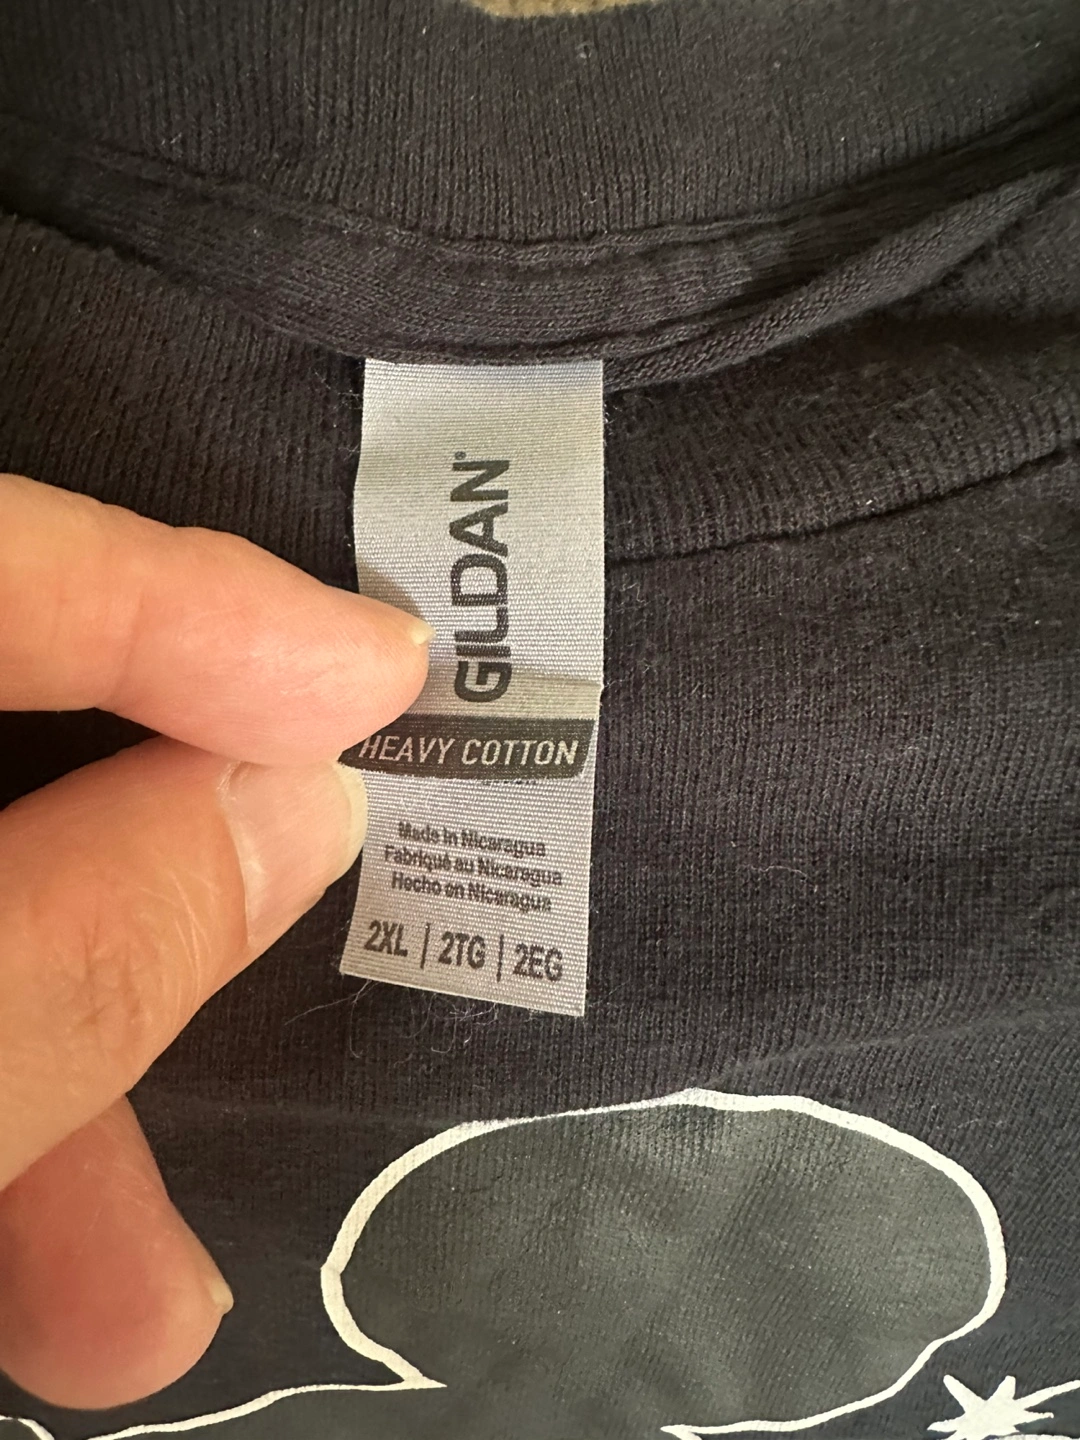 GILDAN
HEAVY COTTON
Made in Nicaragua
Fabriqué au Nicaragua
Hecho en Nicaragua
2XL | 2TG | 2EG